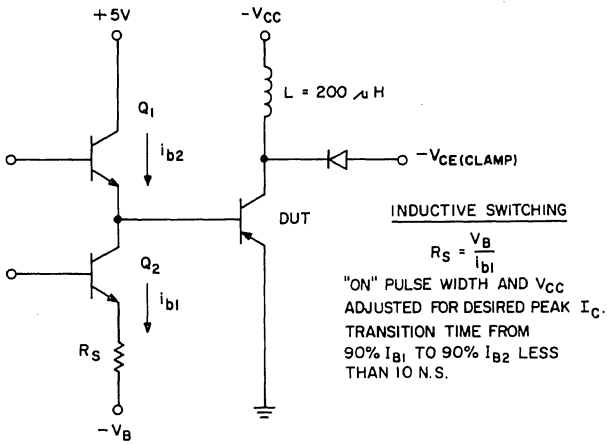 +5V
-VCC
L = 200 µH
Q1
ib2
-VCE(CLAMP)
DUT
Q2
ib1
RS
-VB
INDUCTIVE SWITCHING
RS = VB / ib1
"ON" PULSE WIDTH AND VCC
ADJUSTED FOR DESIRED PEAK IC.
TRANSITION TIME FROM
90% IB1 TO 90% IB2 LESS
THAN 10 N.S.